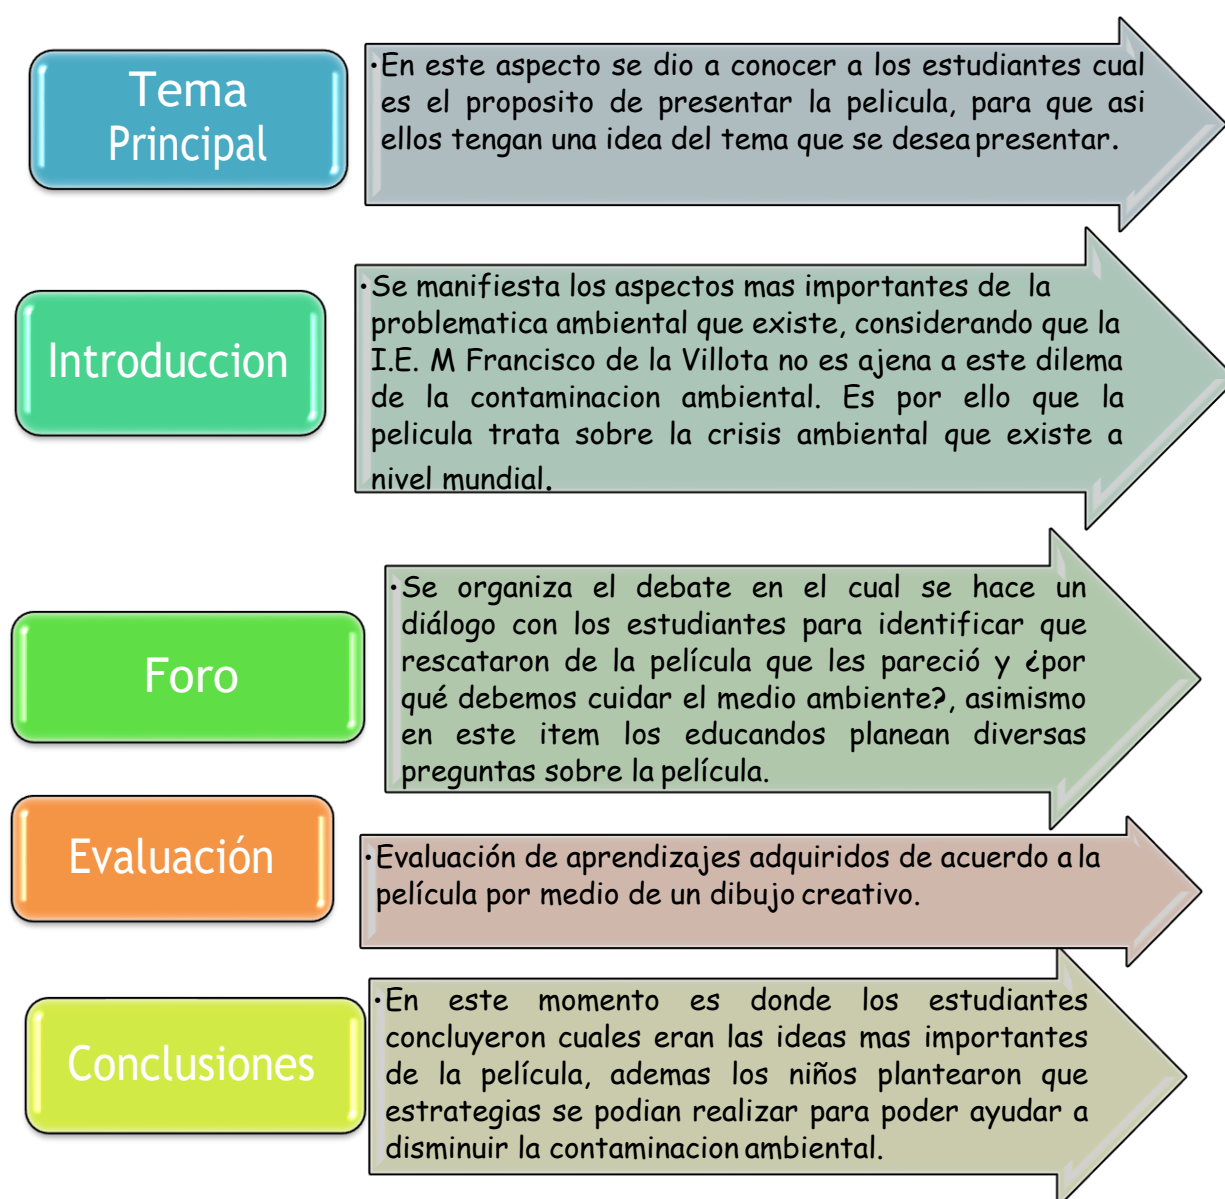 Tema
Principal
·En este aspecto se dio a conocer a los estudiantes cual
es el proposito de presentar la pelicula, para que asi
ellos tengan una idea del tema que se desea presentar.
Introduccion
·Se manifiesta los aspectos mas importantes de la
problematica ambiental que existe, considerando que la
I.E. M Francisco de la Villota no es ajena a este dilema
de la contaminacion ambiental. Es por ello que la
pelicula trata sobre la crisis ambiental que existe a
nivel mundial.
Foro
·Se organiza el debate en el cual se hace un
diálogo con los estudiantes para identificar que
rescataron de la película que les pareció y ¿por
qué debemos cuidar el medio ambiente?, asimismo
en este item los educandos planean diversas
preguntas sobre la película.
Evaluación
·Evaluación de aprendizajes adquiridos de acuerdo a la
película por medio de un dibujo creativo.
Conclusiones
·En este momento es donde los estudiantes
concluyeron cuales eran las ideas mas importantes
de la película, ademas los niños plantearon que
estrategias se podian realizar para poder ayudar a
disminuir la contaminacion ambiental.